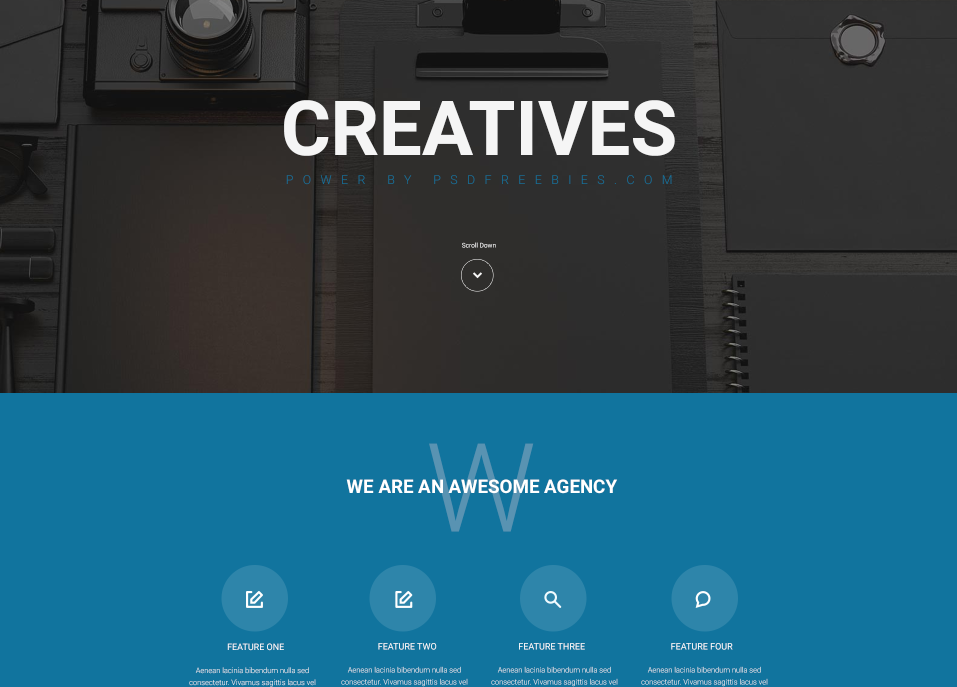 CREATIVES
POWER BY PSDFREEBIES.COM
Scroll Down
W
WE ARE AN AWESOME AGENCY
FEATURE ONE
FEATURE TWO
FEATURE THREE
FEATURE FOUR
Aenean lacinia bibendum nulla sed
consectetur. Vivamus sagittis lacus vel
Aenean lacinia bibendum nulla sed
consectetur. Vivamus sagittis lacus vel
Aenean lacinia bibendum nulla sed
consectetur. Vivamus sagittis lacus vel
Aenean lacinia bibendum nulla sed
consectetur. Vivamus sagittis lacus vel